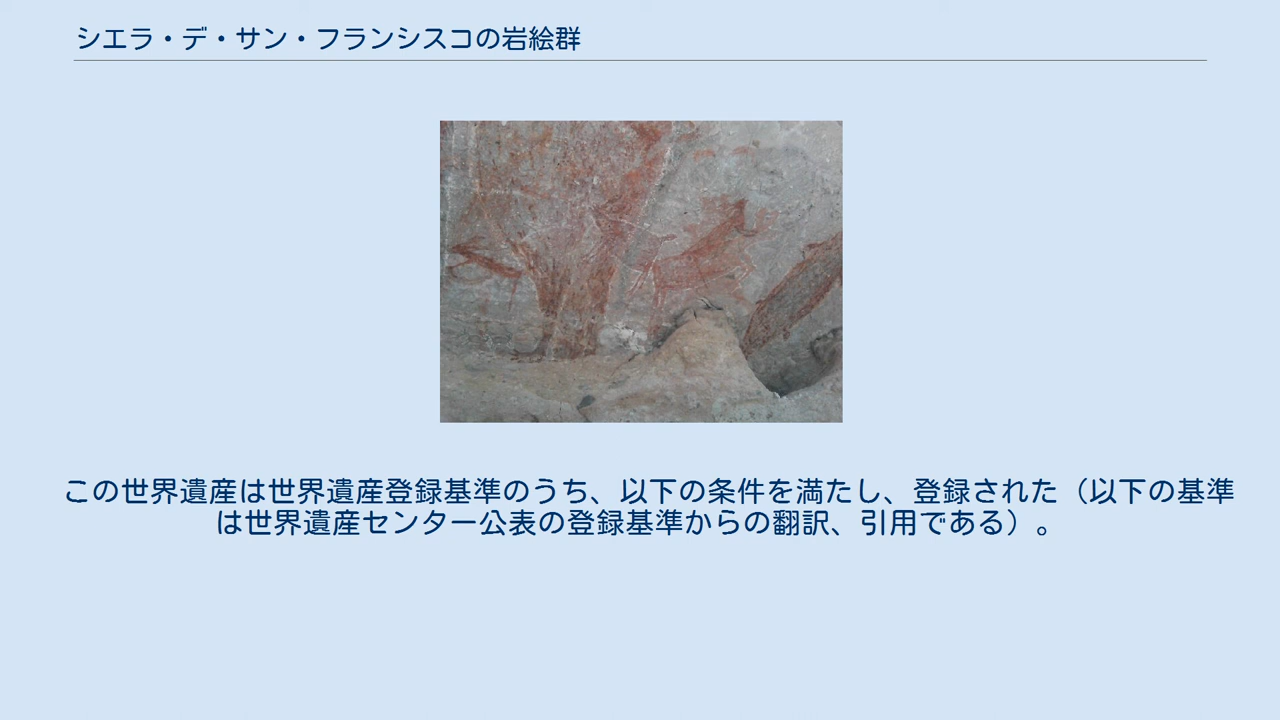 シエラ・デ・サン・フランシスコの岩絵群
この世界遺産は世界遺産登録基準のうち、以下の条件を満たし、登録された（以下の基準
は世界遺産センター公表の登録基準からの翻訳、引用である）。